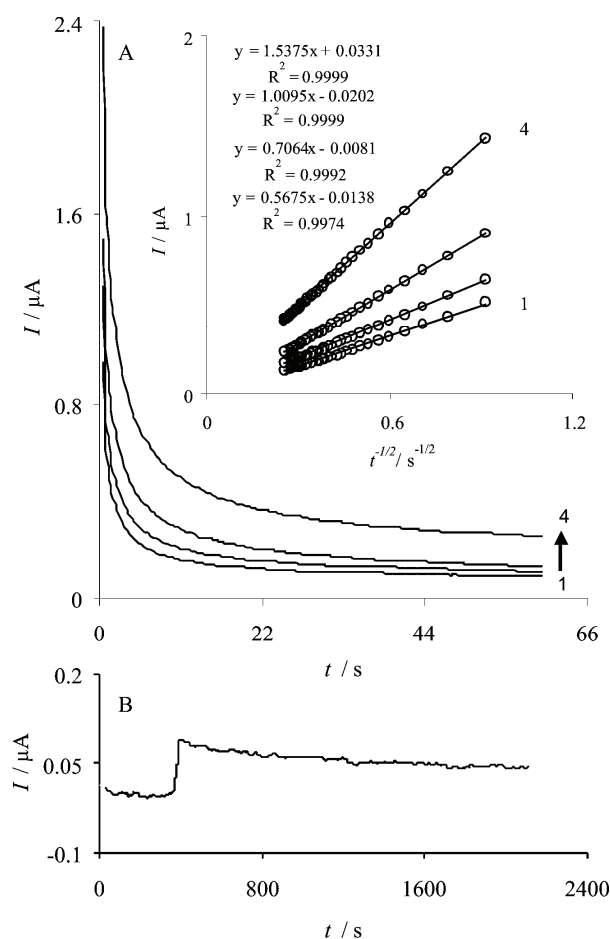 2.4
A
2
y = 1.5375x + 0.0331
R² = 0.9999
y = 1.0095x - 0.0202
R² = 0.9999
y = 0.7064x - 0.0081
R² = 0.9992
y = 0.5675x - 0.0138
R² = 0.9974
4
1.6
1
I / µA
1
I / µA
0.8
0
0
0.6
1.2
t⁻¹/² / s⁻¹/²
4
1
0
0
22
44
66
t / s
0.2
B
I / µA
0.05
-0.1
0
800
1600
2400
t / s